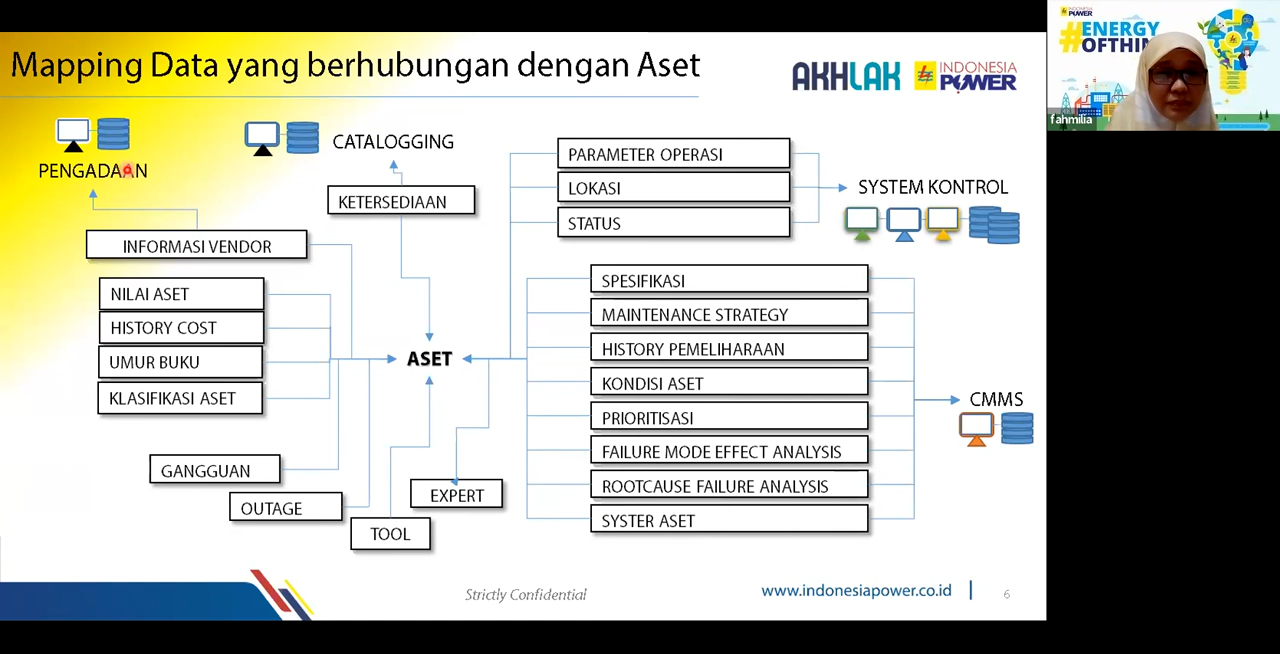 Mapping Data yang berhubungan dengan Aset
AKHLAK
INDONESIA
POWER
PENGADAAN
CATALOGGING
KETERSEDIAAN
INFORMASI VENDOR
NILAI ASET
HISTORY COST
UMUR BUKU
KLASIFIKASI ASET
GANGGUAN
OUTAGE
TOOL
EXPERT
ASET
PARAMETER OPERASI
LOKASI
STATUS
SYSTEM KONTROL
SPESIFIKASI
MAINTENANCE STRATEGY
HISTORY PEMELIHARAAN
KONDISI ASET
PRIORITISASI
FAILURE MODE EFFECT ANALYSIS
ROOTCAUSE FAILURE ANALYSIS
SYSTER ASET
CMMS
Strictly Confidential
www.indonesiapower.co.id
6
INDONESIA
POWER
#ENERGY
OFTHIN
fahmilia